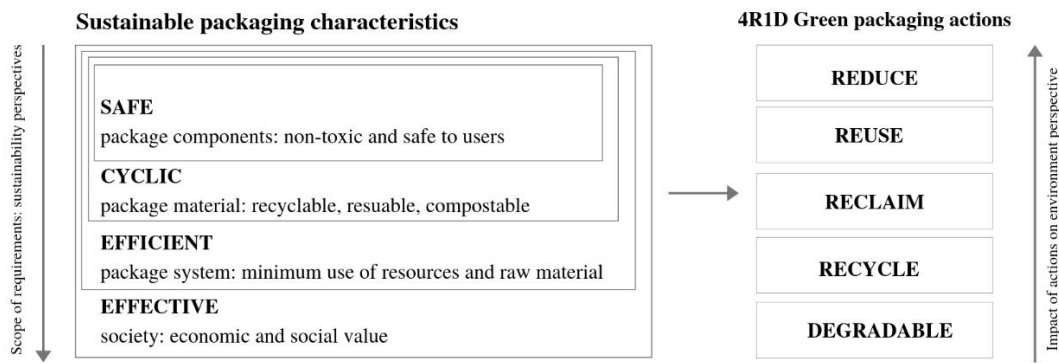 Sustainable packaging characteristics
4R1D Green packaging actions
Scope of requirements: sustainability perspectives
SAFE
package components: non-toxic and safe to users
CYCLIC
package material: recyclable, resuable, compostable
EFFICIENT
package system: minimum use of resources and raw material
EFFECTIVE
society: economic and social value
REDUCE
REUSE
RECLAIM
RECYCLE
DEGRADABLE
Impact of actions on environment perspective